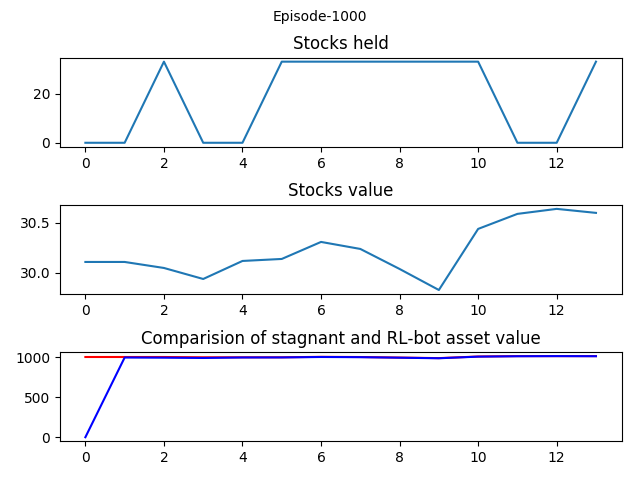 Episode-1000
Stocks held
20
0
0 2 4 6 8 10 12
Stocks value
30.5
30.0
0 2 4 6 8 10 12
Comparision of stagnant and RL-bot asset value
1000
500
0
0 2 4 6 8 10 12